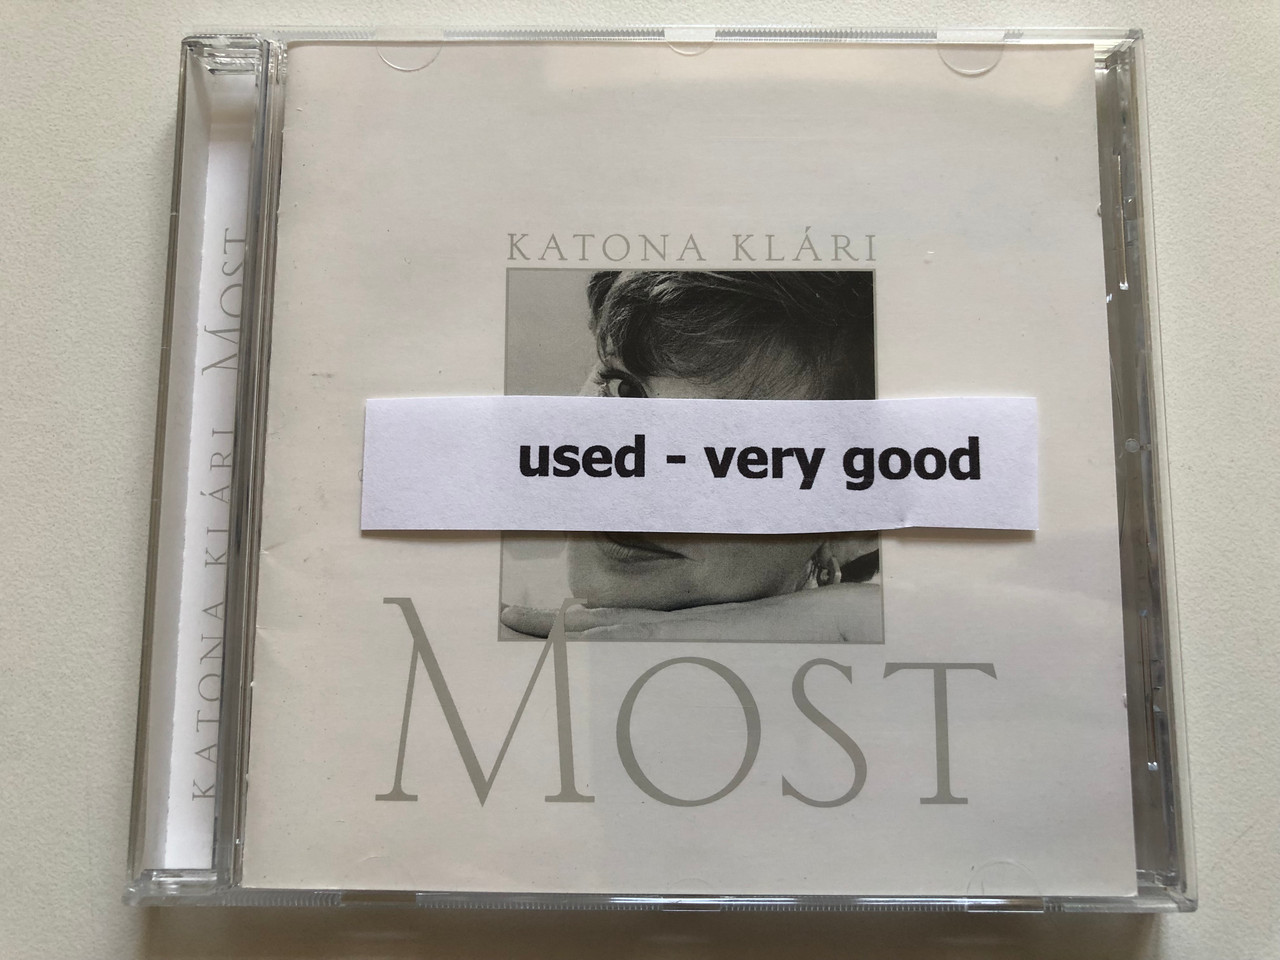 KATONA KLÁRI MOST
KATONA KLÁRI
used - very good
MOST